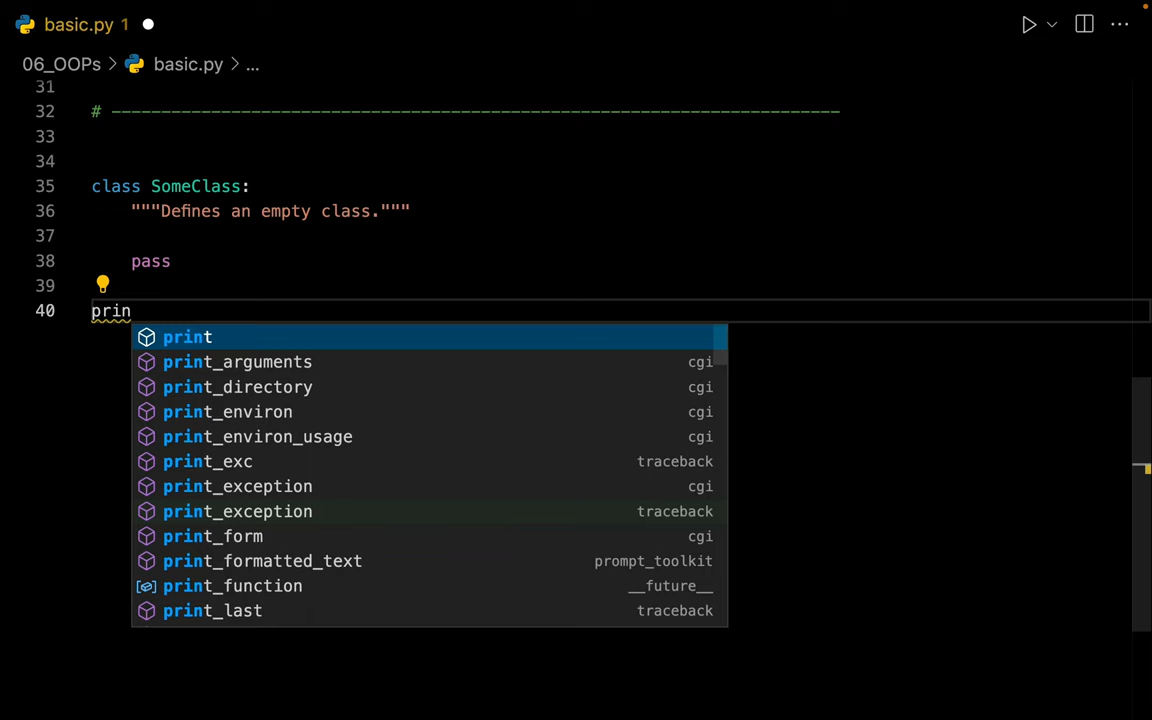 basic.py 1
06_OOPs > basic.py > ...
31
32 # ----------------------------------------------------------------------
33
34
35 class SomeClass:
36 """Defines an empty class."""
37
38 pass
39
40 prin
print
print_arguments cgi
print_directory cgi
print_environ cgi
print_environ_usage cgi
print_exc traceback
print_exception cgi
print_exception traceback
print_form cgi
print_formatted_text prompt_toolkit
print_function __future__
print_last traceback